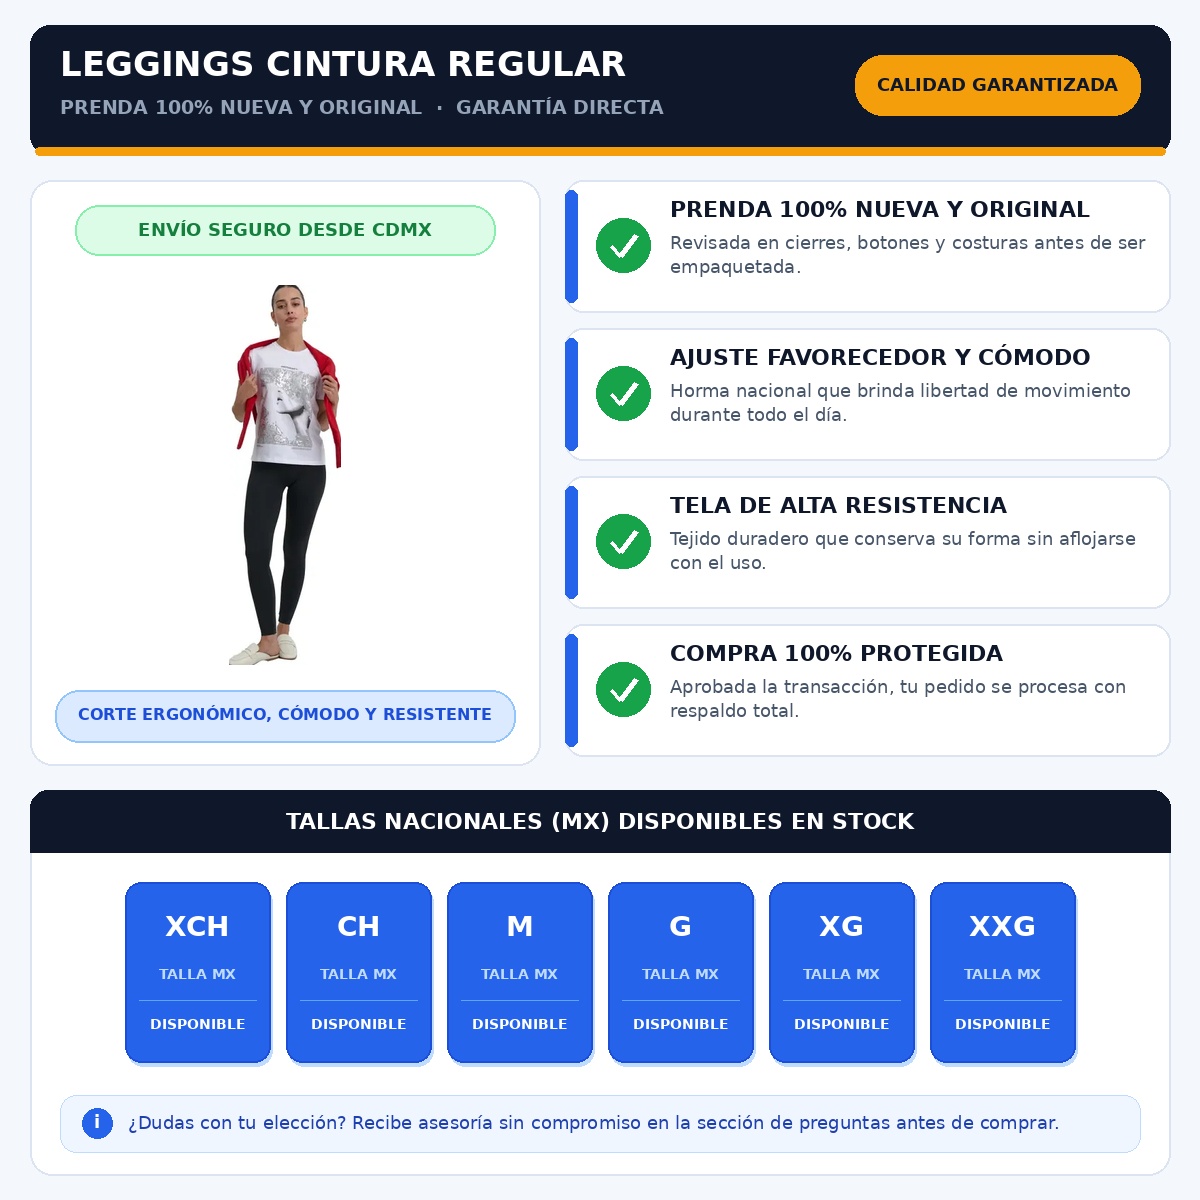 LEGGINGS CINTURA REGULAR
PRENDA 100% NUEVA Y ORIGINAL · GARANTÍA DIRECTA
CALIDAD GARANTIZADA
ENVÍO SEGURO DESDE CDMX
CORTE ERGONÓMICO, CÓMODO Y RESISTENTE
PRENDA 100% NUEVA Y ORIGINAL
Revisada en cierres, botones y costuras antes de ser
empaquetada.
AJUSTE FAVORECEDOR Y CÓMODO
Horma nacional que brinda libertad de movimiento
durante todo el día.
TELA DE ALTA RESISTENCIA
Tejido duradero que conserva su forma sin aflojarse
con el uso.
COMPRA 100% PROTEGIDA
Aprobada la transacción, tu pedido se procesa con
respaldo total.
TALLAS NACIONALES (MX) DISPONIBLES EN STOCK
XCH CH M G XG XXG
TALLA MX TALLA MX TALLA MX TALLA MX TALLA MX TALLA MX
DISPONIBLE DISPONIBLE DISPONIBLE DISPONIBLE DISPONIBLE DISPONIBLE
i ¿Dudas con tu elección? Recibe asesoría sin compromiso en la sección de preguntas antes de comprar.